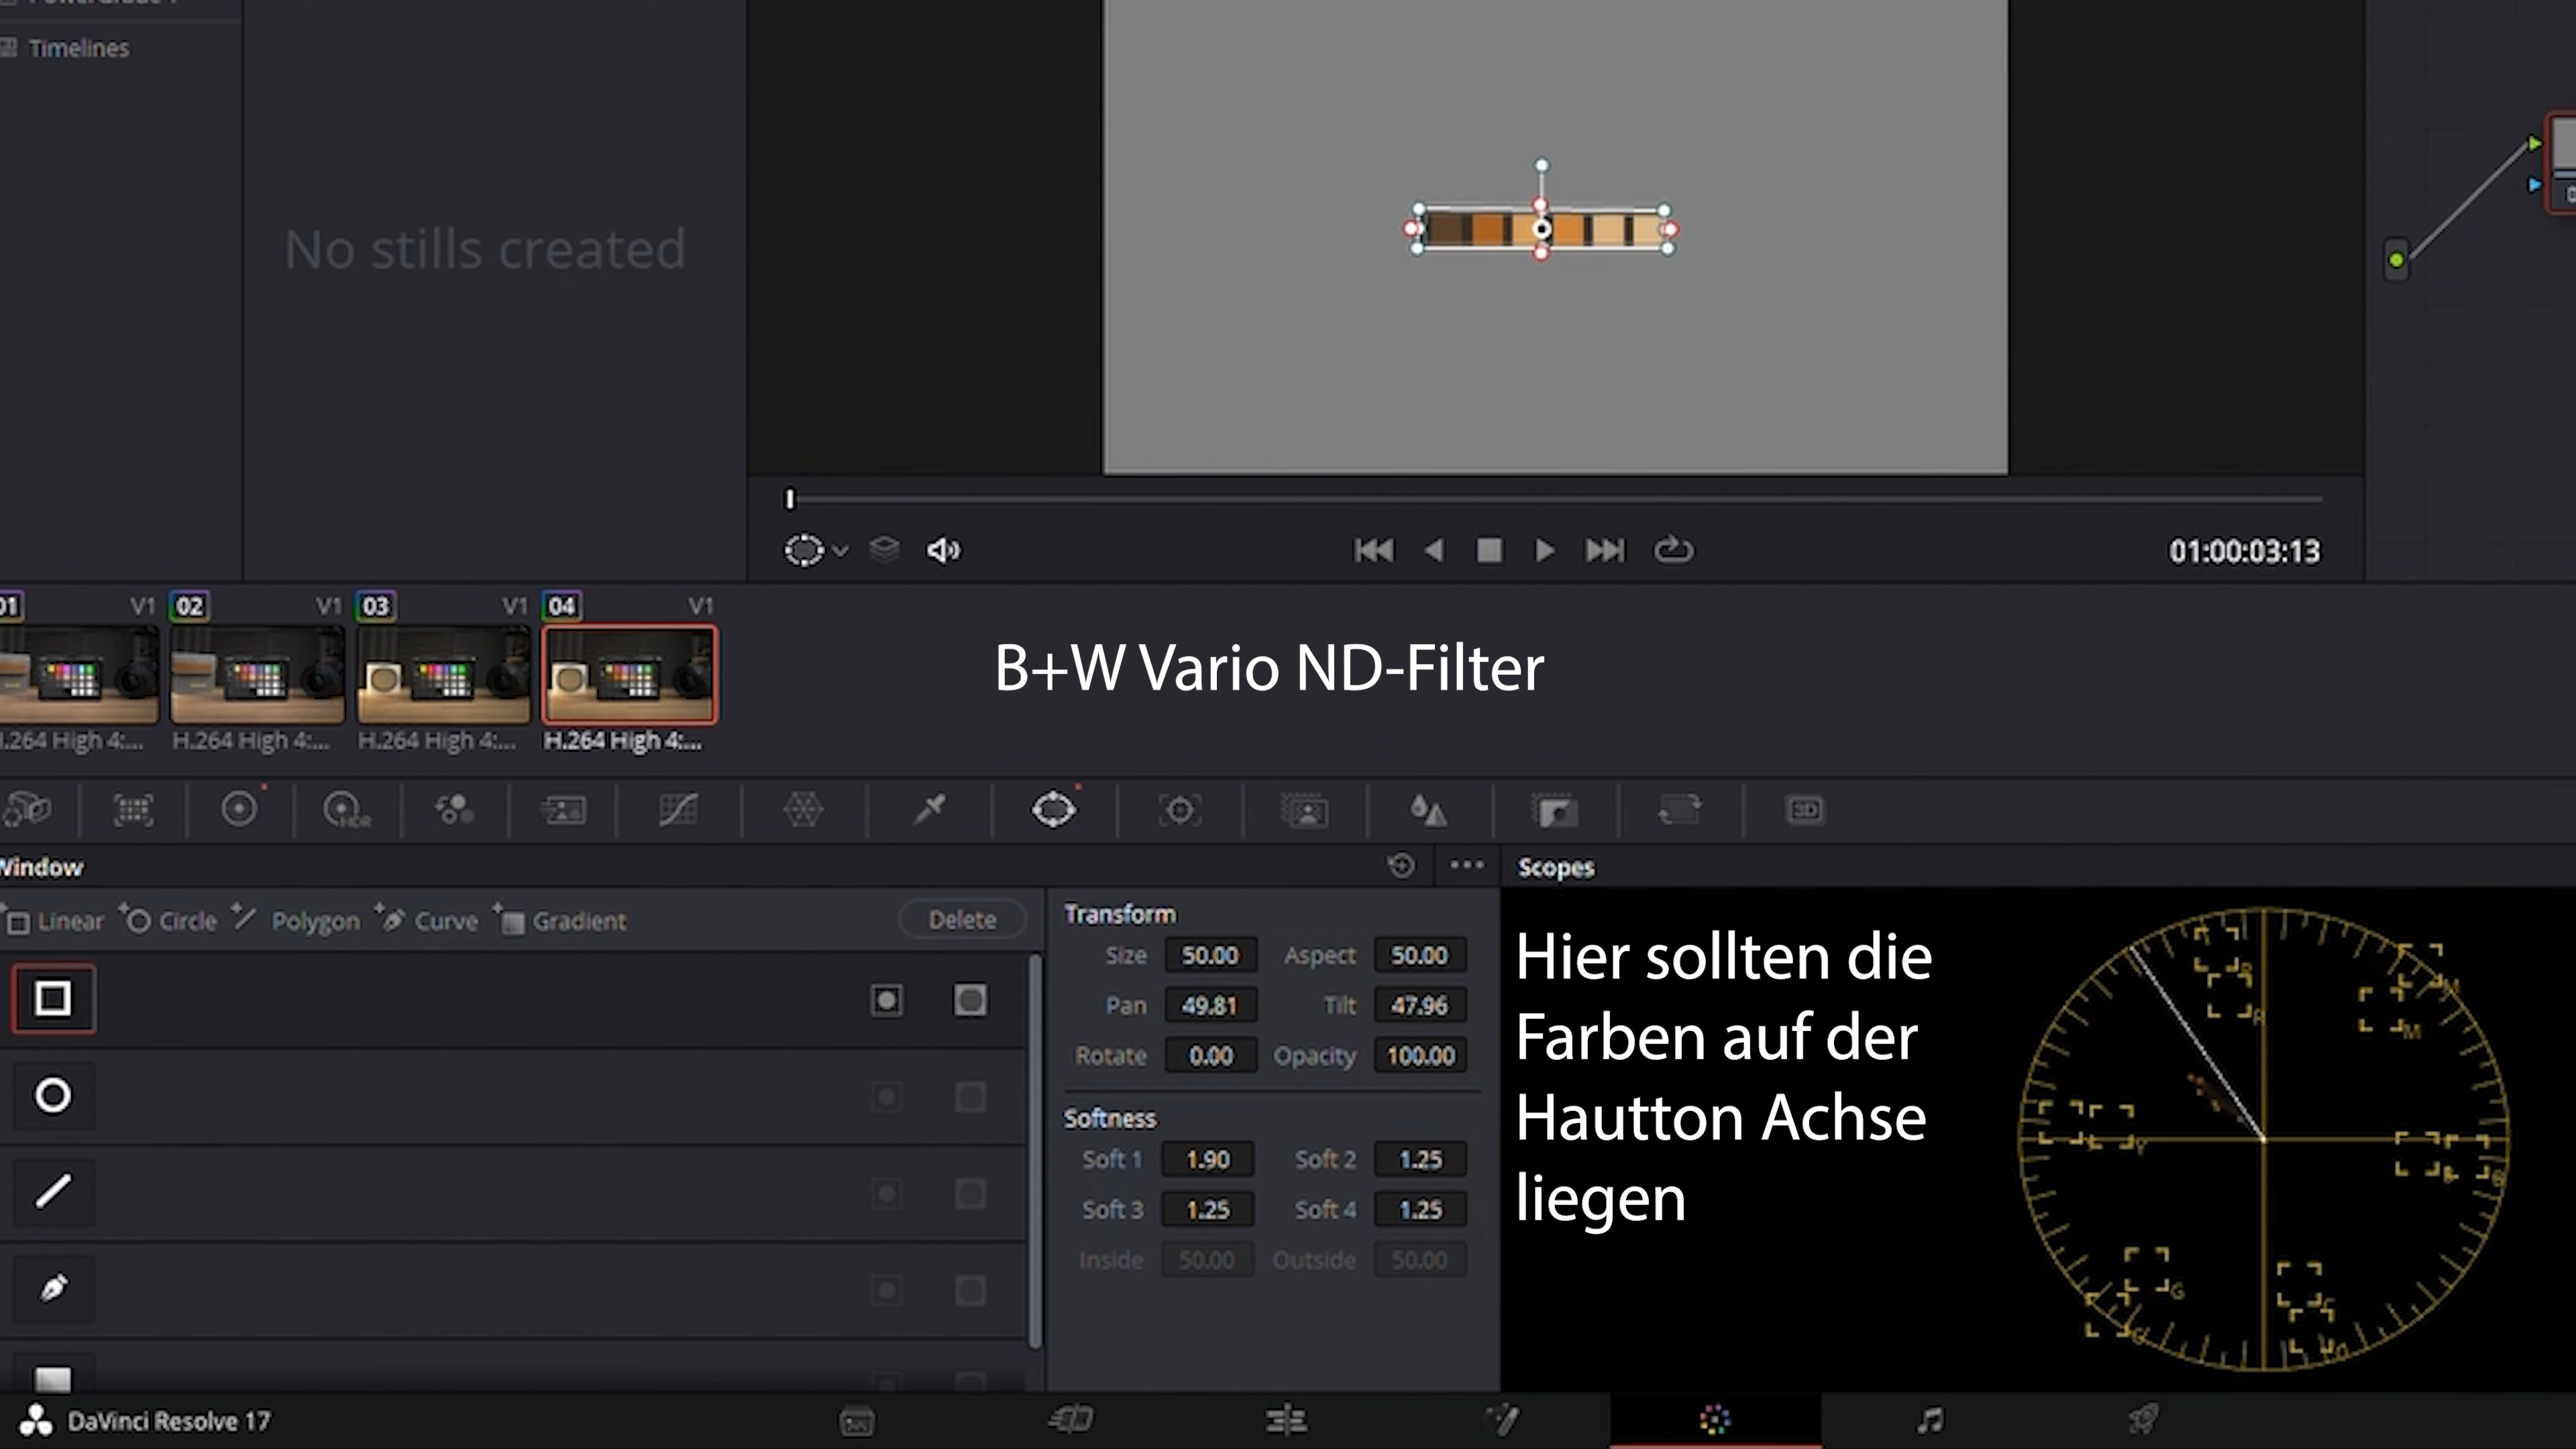 Timelines
No stills created
01:00:03:13
01 V1 02 V1 03 V1 04 V1
B+W Vario ND-Filter
H.264 High 4:... H.264 High 4:... H.264 High 4:...
HDR
3D
Window
Scopes
Linear Circle Polygon Curve Gradient Delete
Transform
Size 50.00 Aspect 50.00
Pan 49.81 Tilt 47.96
Rotate 0.00 Opacity 100.00
Softness
Soft 1 1.90 Soft 2 1.25
Soft 3 1.25 Soft 4 1.25
Inside 50.00 Outside 50.00
Hier sollten die
Farben auf der
Hautton Achse
liegen
R M
M
Y
B
G
C
DaVinci Resolve 17